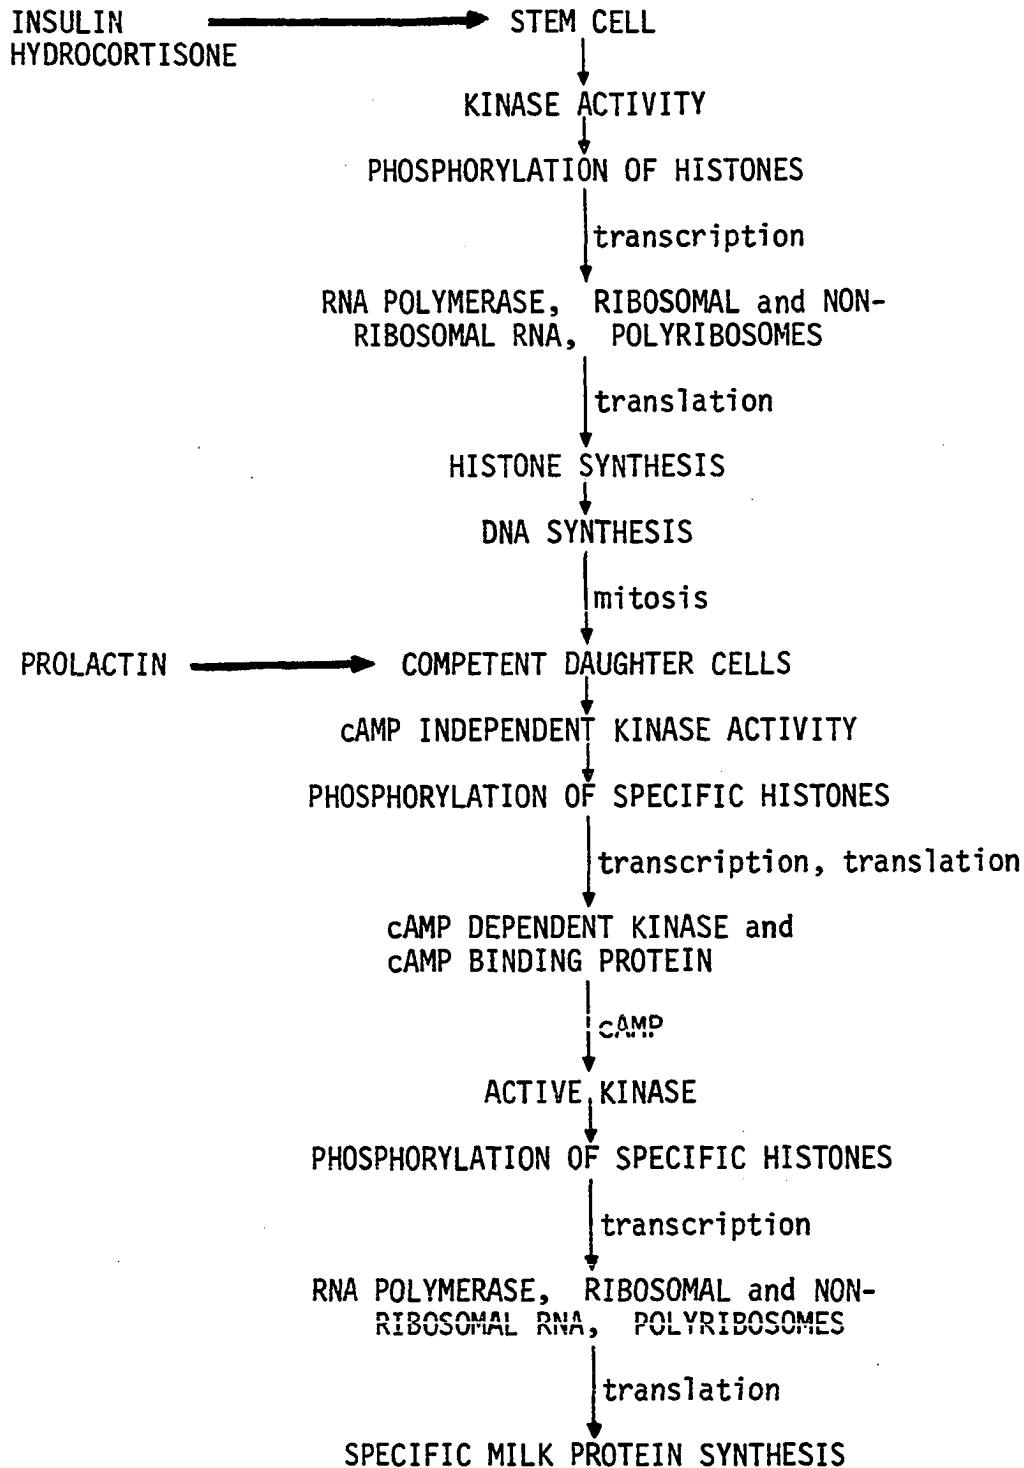 INSULIN STEM CELL
HYDROCORTISONE
KINASE ACTIVITY
PHOSPHORYLATION OF HISTONES
transcription
RNA POLYMERASE, RIBOSOMAL and NON-
RIBOSOMAL RNA, POLYRIBOSOMES
translation
HISTONE SYNTHESIS
DNA SYNTHESIS
mitosis
PROLACTIN COMPETENT DAUGHTER CELLS
cAMP INDEPENDENT KINASE ACTIVITY
PHOSPHORYLATION OF SPECIFIC HISTONES
transcription, translation
cAMP DEPENDENT KINASE and
cAMP BINDING PROTEIN
cAMP
ACTIVE KINASE
PHOSPHORYLATION OF SPECIFIC HISTONES
transcription
RNA POLYMERASE, RIBOSOMAL and NON-
RIBOSOMAL RNA, POLYRIBOSOMES
translation
SPECIFIC MILK PROTEIN SYNTHESIS